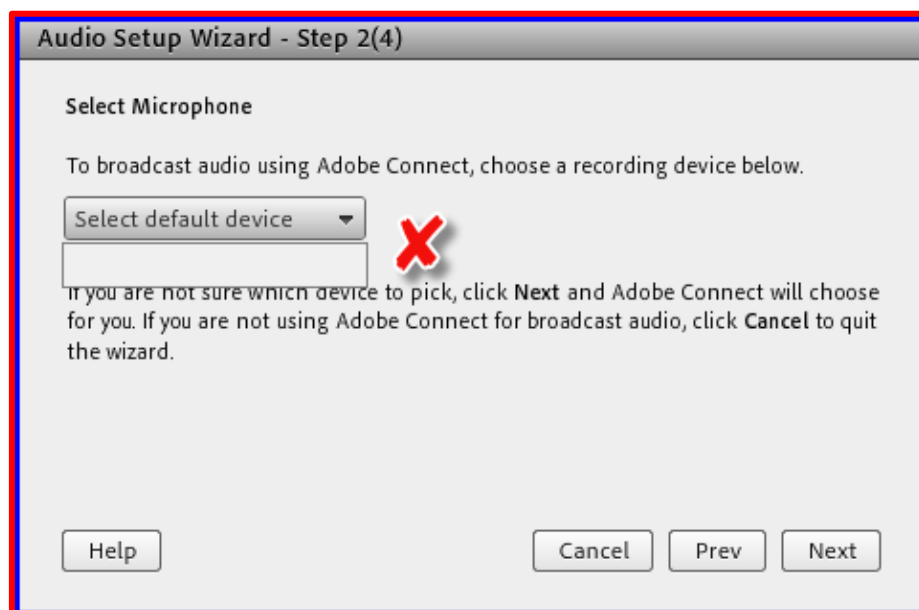 Audio Setup Wizard - Step 2(4)
Select Microphone
To broadcast audio using Adobe Connect, choose a recording device below.
Select default device
If you are not sure which device to pick, click Next and Adobe Connect will choose
for you. If you are not using Adobe Connect for broadcast audio, click Cancel to quit
the wizard.
Help
Cancel
Prev
Next